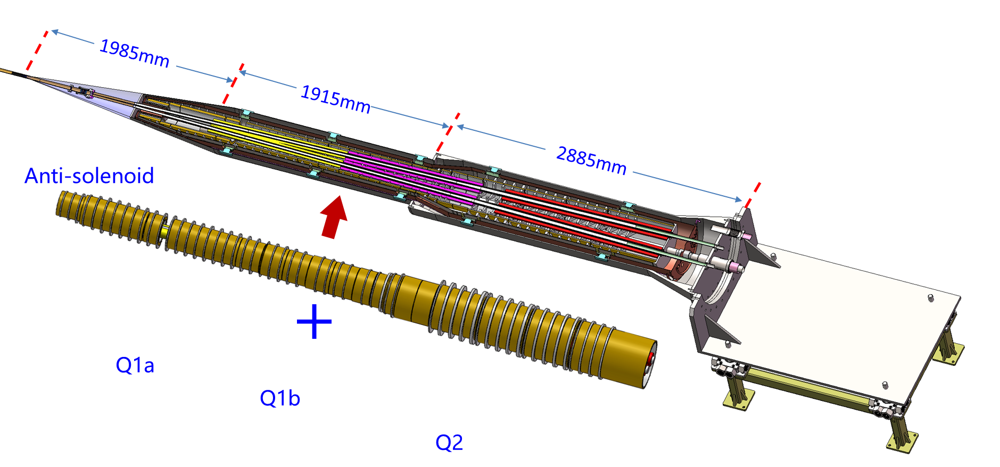 1985mm
1915mm
2885mm
Anti-solenoid
+
Q1a
Q1b
Q2